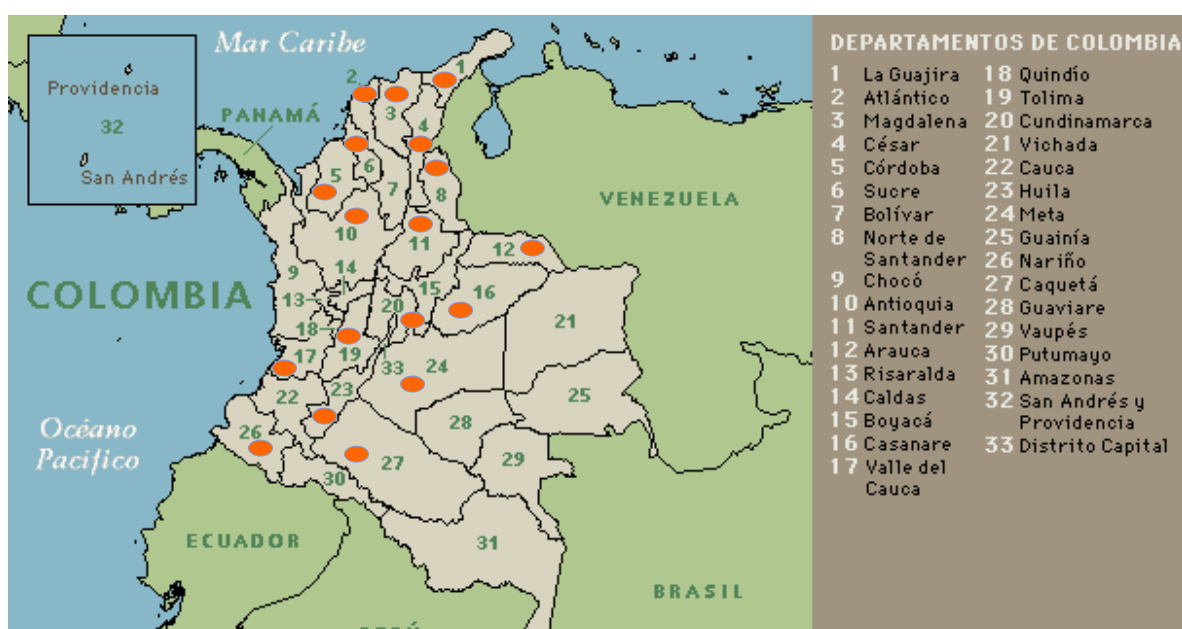 Mar Caribe
Providencia
32
San Andrés
PANAMÁ
VENEZUELA
COLOMBIA
Océano
Pacífico
ECUADOR
BRASIL
1
2
3
4
5
6
7
8
10
11
12
9
14
13
20
15
16
21
18
17
19
33
24
23
22
25
28
26
27
29
30
31
DEPARTAMENTOS DE COLOMBIA
1 La Guajira
2 Atlántico
3 Magdalena
4 César
5 Córdoba
6 Sucre
7 Bolívar
8 Norte de
Santander
9 Chocó
10 Antioquia
11 Santander
12 Arauca
13 Risaralda
14 Caldas
15 Boyacá
16 Casanare
17 Valle del
Cauca
18 Quindío
19 Tolima
20 Cundinamarca
21 Vichada
22 Cauca
23 Huila
24 Meta
25 Guainía
26 Nariño
27 Caquetá
28 Guaviare
29 Vaupés
30 Putumayo
31 Amazonas
32 San Andrés y
Providencia
33 Distrito Capital